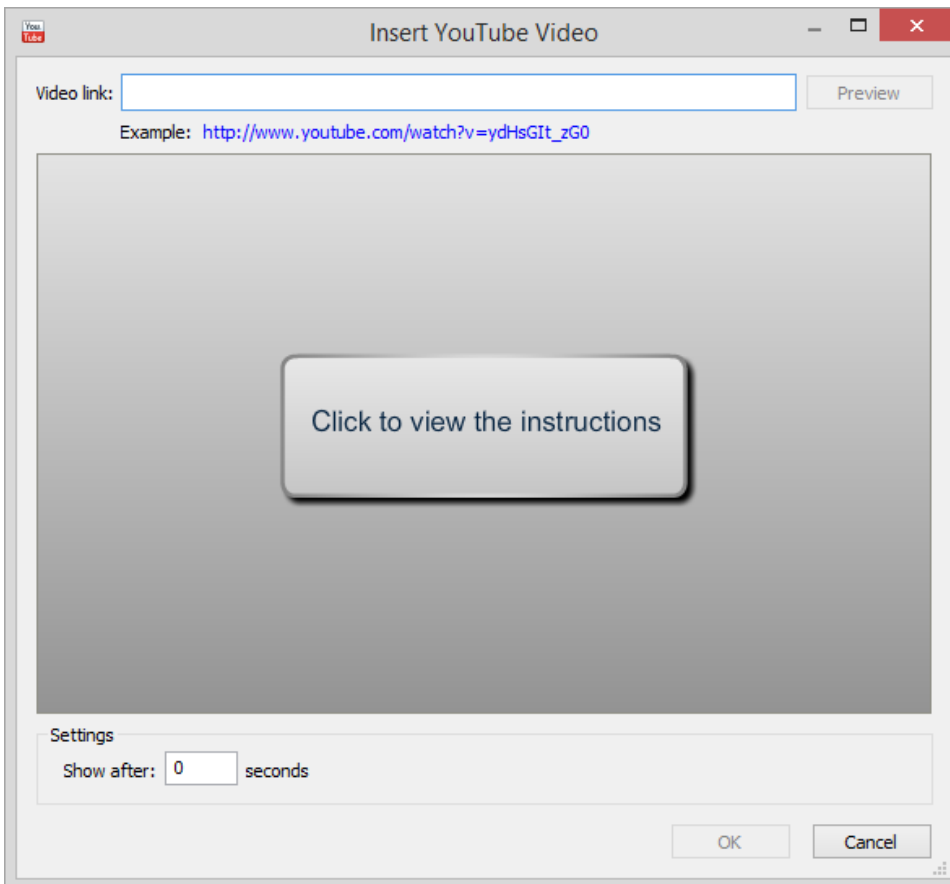 You
Tube
Insert YouTube Video
Video link:
Preview
Example: http://www.youtube.com/watch?v=ydHsGIt_zG0
Click to view the instructions
Settings
Show after: 0 seconds
OK
Cancel